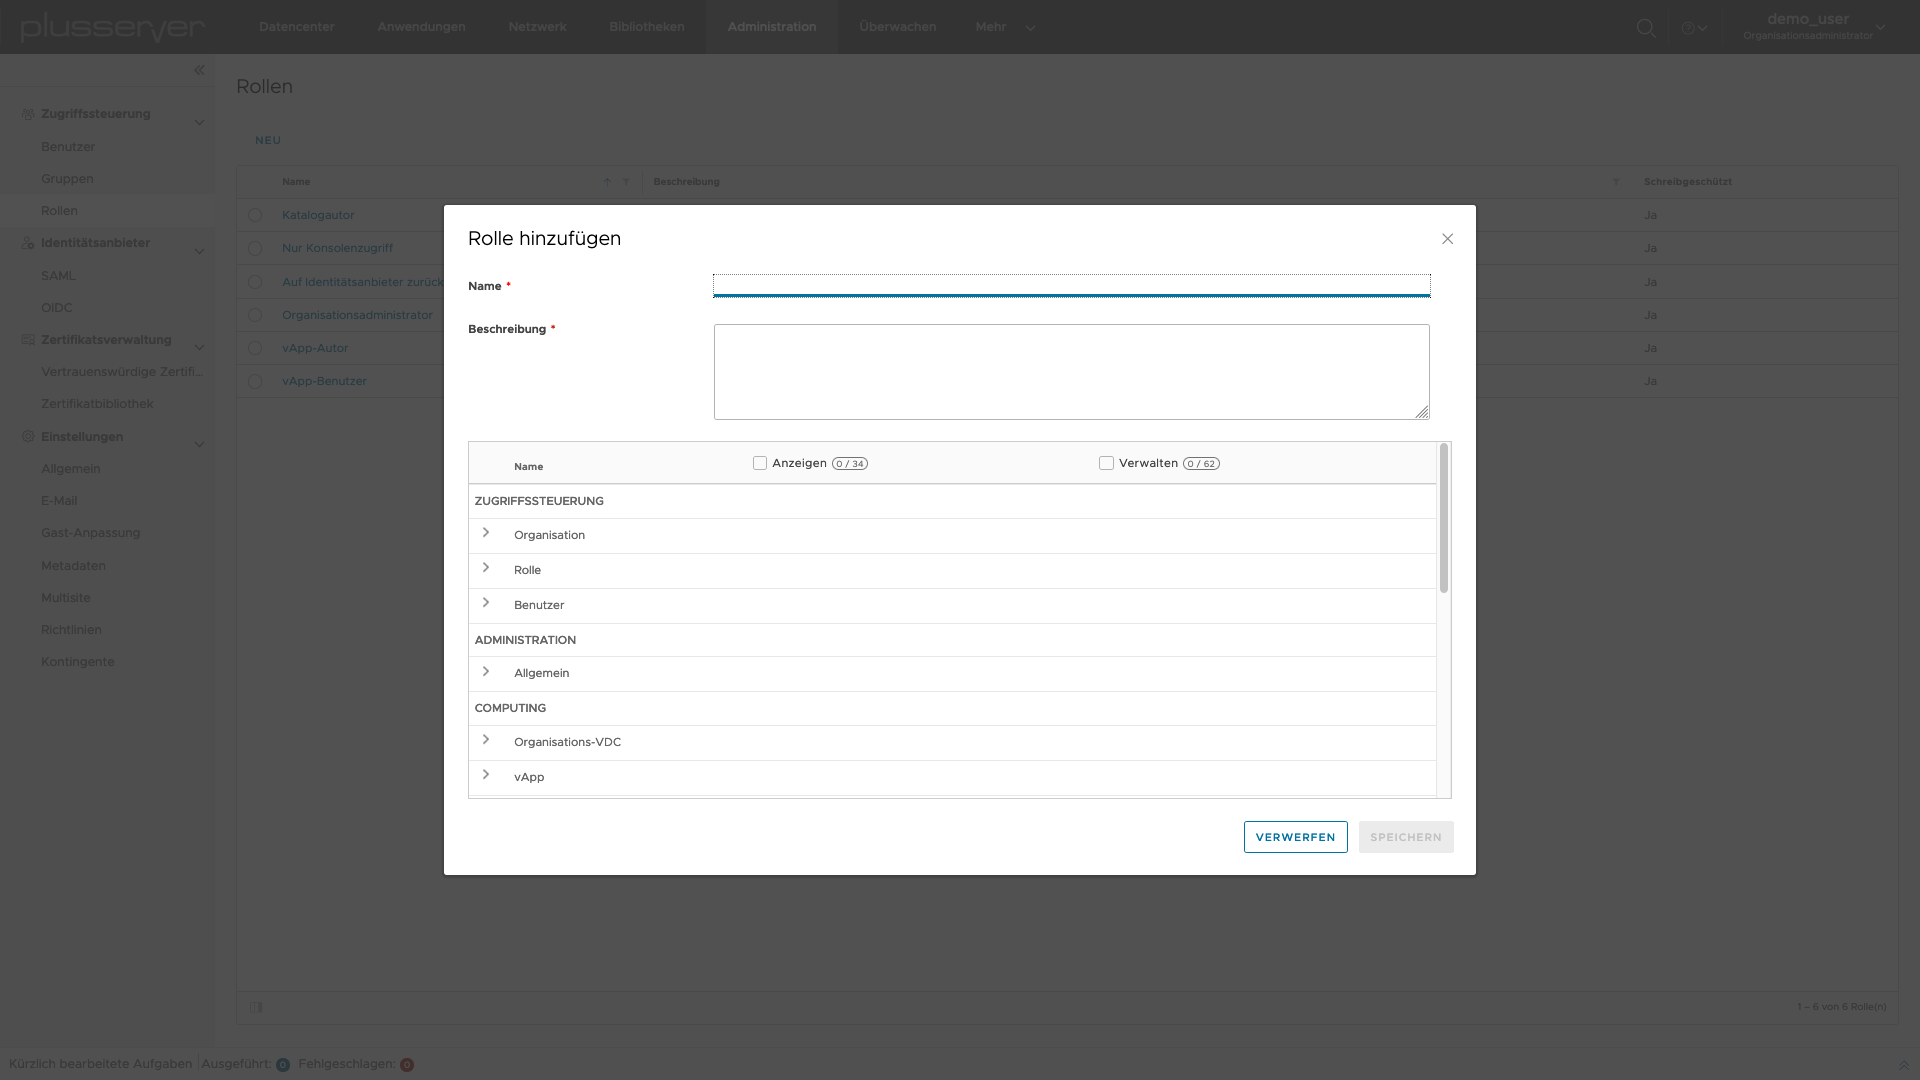 plusserver
Datencenter
Anwendungen
Netzwerk
Bibliotheken
Administration
Überwachen
Mehr
demo_user
Organisationsadministrator
Zugriffssteuerung
Benutzer
Gruppen
Rollen
Identitätsanbieter
SAML
OIDC
Zertifikatsverwaltung
Vertrauenswürdige Zertifi...
Zertifikatbibliothek
Einstellungen
Allgemein
E-Mail
Gast-Anpassung
Metadaten
Multisite
Richtlinien
Kontingente
Rollen
NEU
Name
Beschreibung
Schreibgeschützt
Katalogautor
Ja
Nur Konsolenzugriff
Ja
Auf Identitätsanbieter zurück
Ja
Organisationsadministrator
Ja
vApp-Autor
Ja
vApp-Benutzer
Ja
Rolle hinzufügen
Name *
Beschreibung *
Name
Anzeigen 0 / 34
Verwalten 0 / 62
ZUGRIFFSSTEUERUNG
Organisation
Rolle
Benutzer
ADMINISTRATION
Allgemein
COMPUTING
Organisations-VDC
vApp
VERWERFEN
SPEICHERN
1 – 6 von 6 Rolle(n)
Kürzlich bearbeitete Aufgaben
Ausgeführt: 0
Fehlgeschlagen: 0